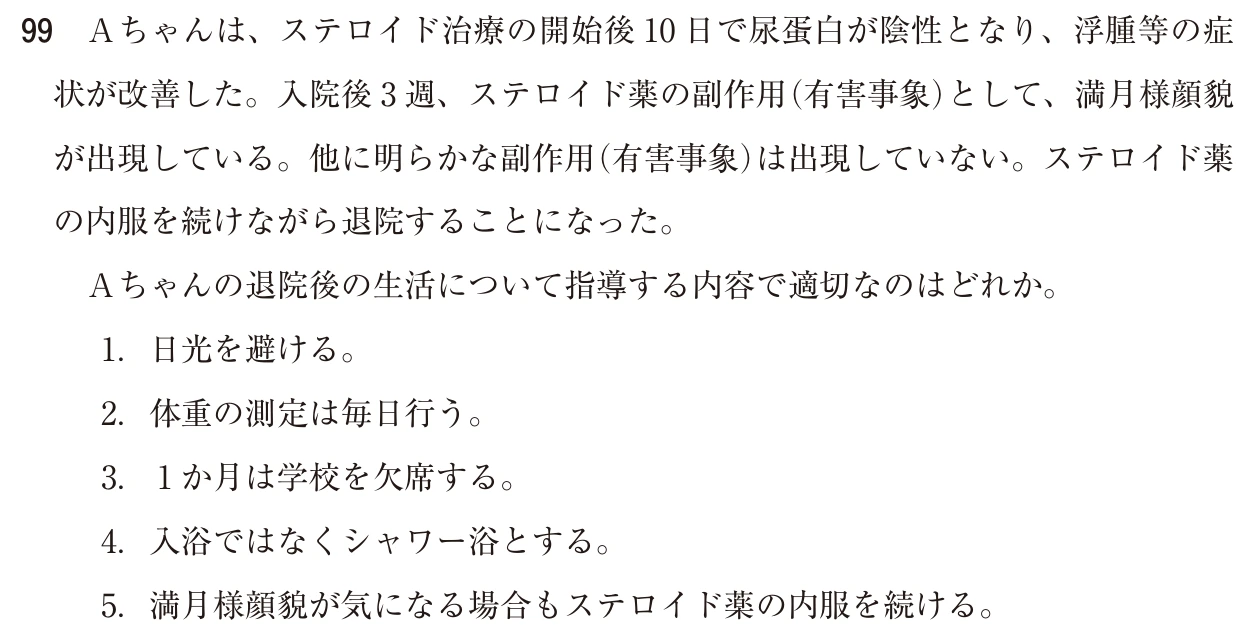 99 Aちゃんは、ステロイド治療の開始後 10 日で尿蛋白が陰性となり、浮腫等の症
状が改善した。入院後 3 週、ステロイド薬の副作用(有害事象)として、満月様顔貌
が出現している。他に明らかな副作用(有害事象)は出現していない。ステロイド薬
の内服を続けながら退院することになった。
Aちゃんの退院後の生活について指導する内容で適切なのはどれか。
1. 日光を避ける。
2. 体重の測定は毎日行う。
3. 1 か月は学校を欠席する。
4. 入浴ではなくシャワー浴とする。
5. 満月様顔貌が気になる場合もステロイド薬の内服を続ける。